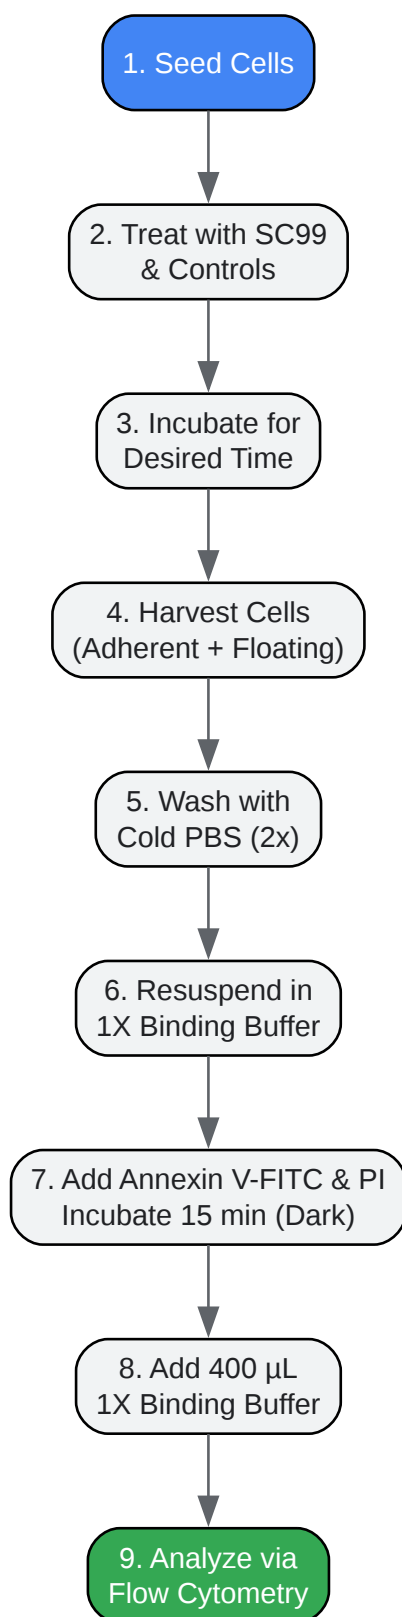 1. Seed Cells
2. Treat with SC99
& Controls
3. Incubate for
Desired Time
4. Harvest Cells
(Adherent + Floating)
5. Wash with
Cold PBS (2x)
6. Resuspend in
1X Binding Buffer
7. Add Annexin V-FITC & PI
Incubate 15 min (Dark)
8. Add 400 µL
1X Binding Buffer
9. Analyze via
Flow Cytometry